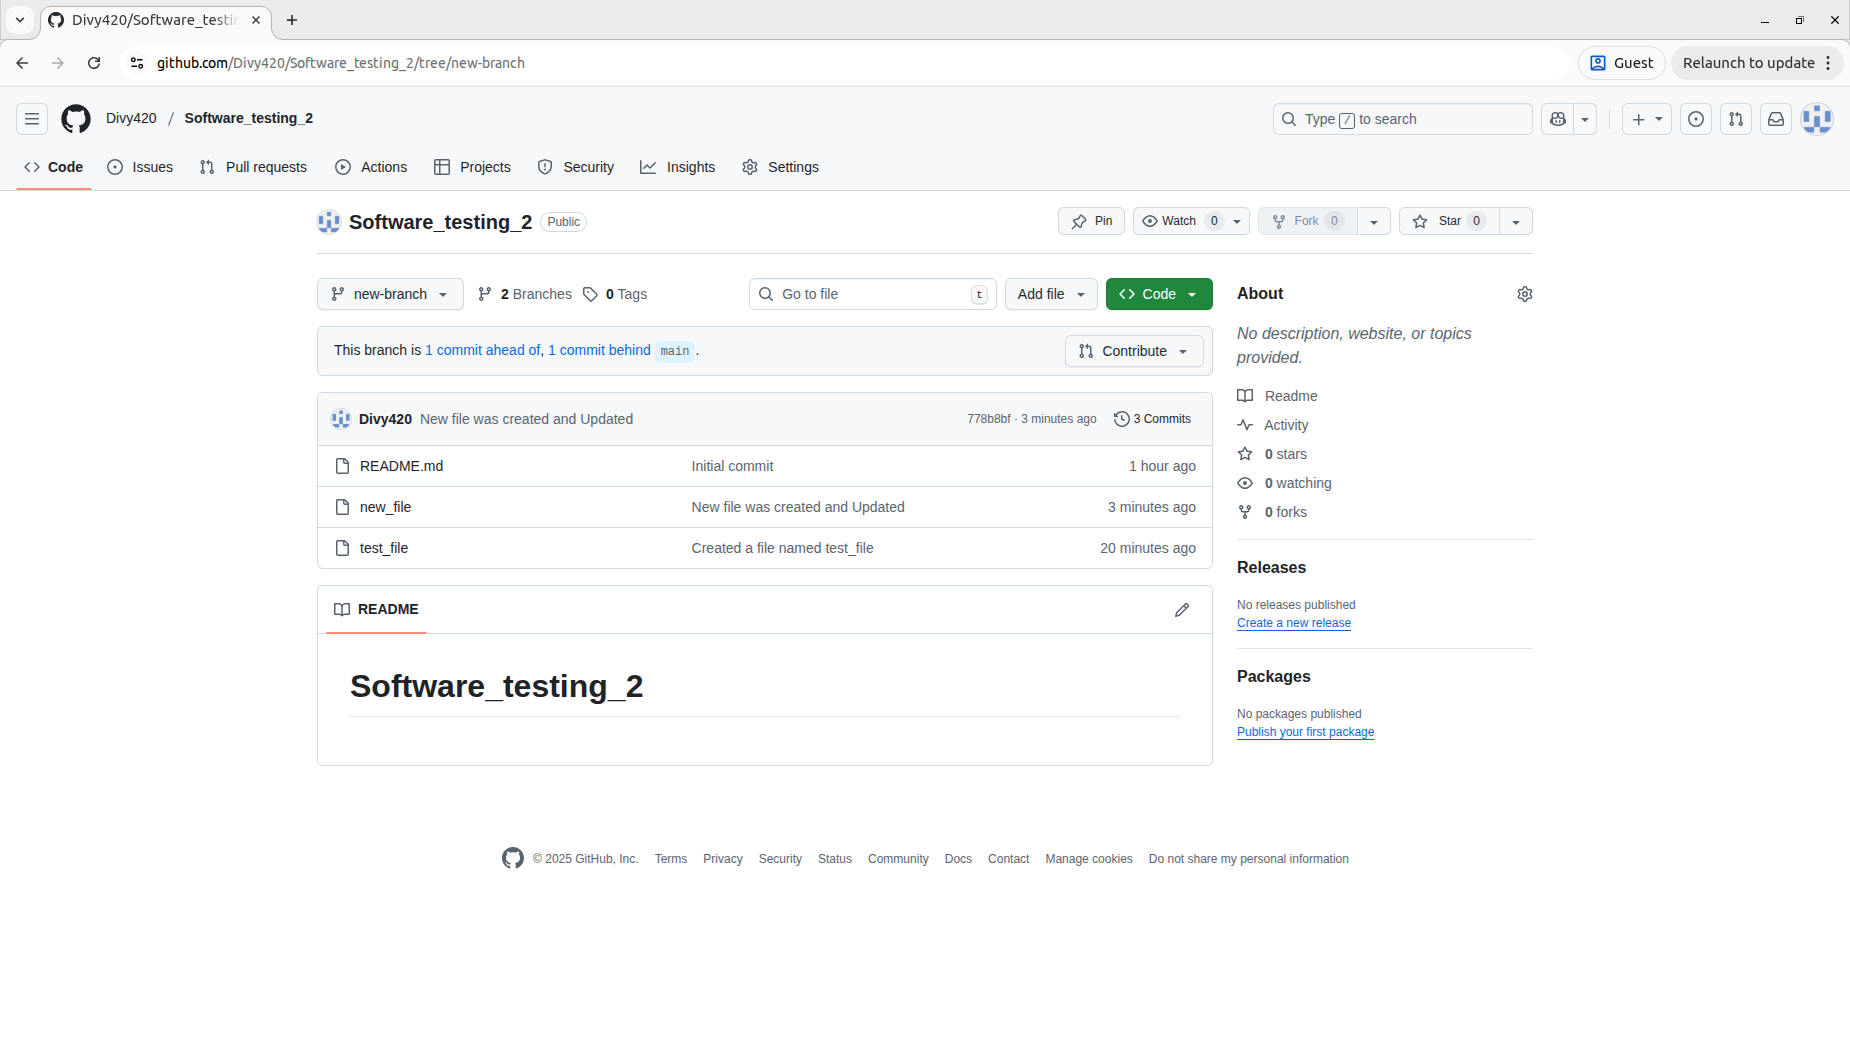 Divy420/Software_testin
github.com/Divy420/Software_testing_2/tree/new-branch
Guest
Relaunch to update
Divy420 / Software_testing_2
Type / to search
Code
Issues
Pull requests
Actions
Projects
Security
Insights
Settings
Software_testing_2
Public
Pin
Watch 0
Fork 0
Star 0
new-branch
2 Branches
0 Tags
Go to file
t
Add file
Code
This branch is 1 commit ahead of, 1 commit behind main .
Contribute
Divy420 New file was created and Updated 778b8bf · 3 minutes ago 3 Commits
README.md Initial commit 1 hour ago
new_file New file was created and Updated 3 minutes ago
test_file Created a file named test_file 20 minutes ago
README
Software_testing_2
About
No description, website, or topics
provided.
Readme
Activity
0 stars
0 watching
0 forks
Releases
No releases published
Create a new release
Packages
No packages published
Publish your first package
© 2025 GitHub, Inc. Terms Privacy Security Status Community Docs Contact Manage cookies Do not share my personal information